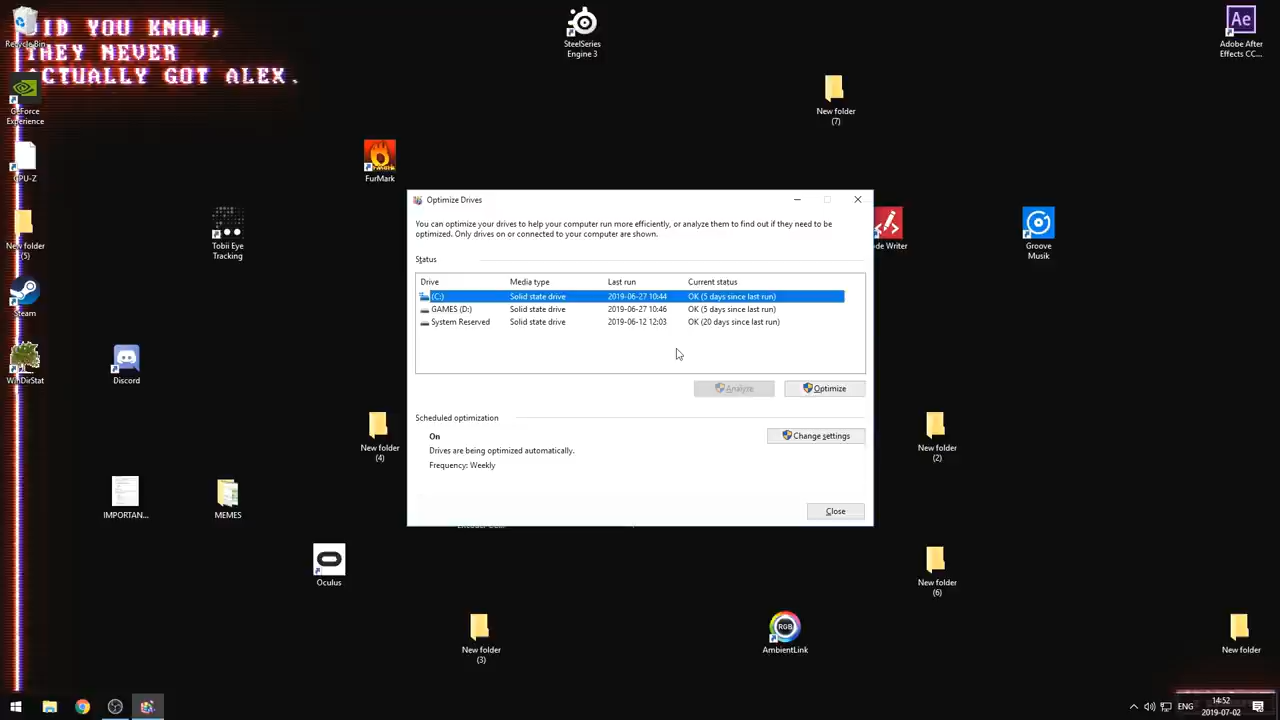 DID YOU KNOW,
THEY NEVER
ACTUALLY GOT ALEX.
Recycle Bin
GeForce
Experience
GPU-Z
New folder
(5)
Steam
WinDirStat
Tobii Eye
Tracking
Discord
IMPORTAN...
MEMES
FurMark
New folder
(4)
Oculus
New folder
(3)
SteelSeries
Engine 3
New folder
(7)
Ae
Adobe After
Effects CC...
Groove
Musik
New folder
(2)
New folder
(6)
RGB
AmbientLink
New folder
Optimize Drives
You can optimize your drives to help your computer run more efficiently, or analyze them to find out if they need to be
optimized. Only drives on or connected to your computer are shown.
Status
Drive Media type Last run Current status
(C:) Solid state drive 2019-06-27 10:44 OK (5 days since last run)
GAMES (D:) Solid state drive 2019-06-27 10:46 OK (5 days since last run)
System Reserved Solid state drive 2019-06-12 12:03 OK (20 days since last run)
Analyze Optimize
Scheduled optimization
On
Change settings
Drives are being optimized automatically.
Frequency: Weekly
Close
ENG
14:52
2019-07-02